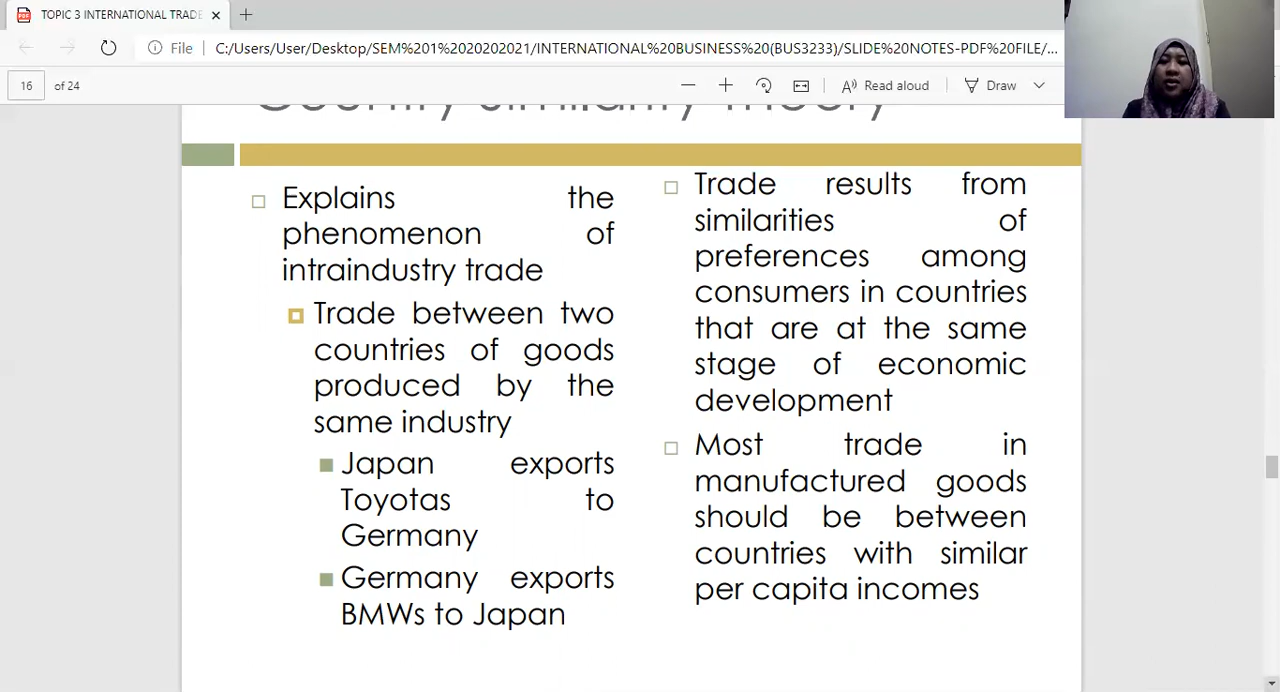 TOPIC 3 INTERNATIONAL TRADE
File
C:/Users/User/Desktop/SEM%201%2020202021/INTERNATIONAL%20BUSINESS%20(BUS3233)/SLIDE%20NOTES-PDF%20FILE/...
16 of 24
Read aloud
Draw
Country Similarity Theory
Explains the
phenomenon of
intraindustry trade
Trade between two
countries of goods
produced by the
same industry
Japan exports
Toyotas to
Germany
Germany exports
BMWs to Japan
Trade results from
similarities of
preferences among
consumers in countries
that are at the same
stage of economic
development
Most trade in
manufactured goods
should be between
countries with similar
per capita incomes